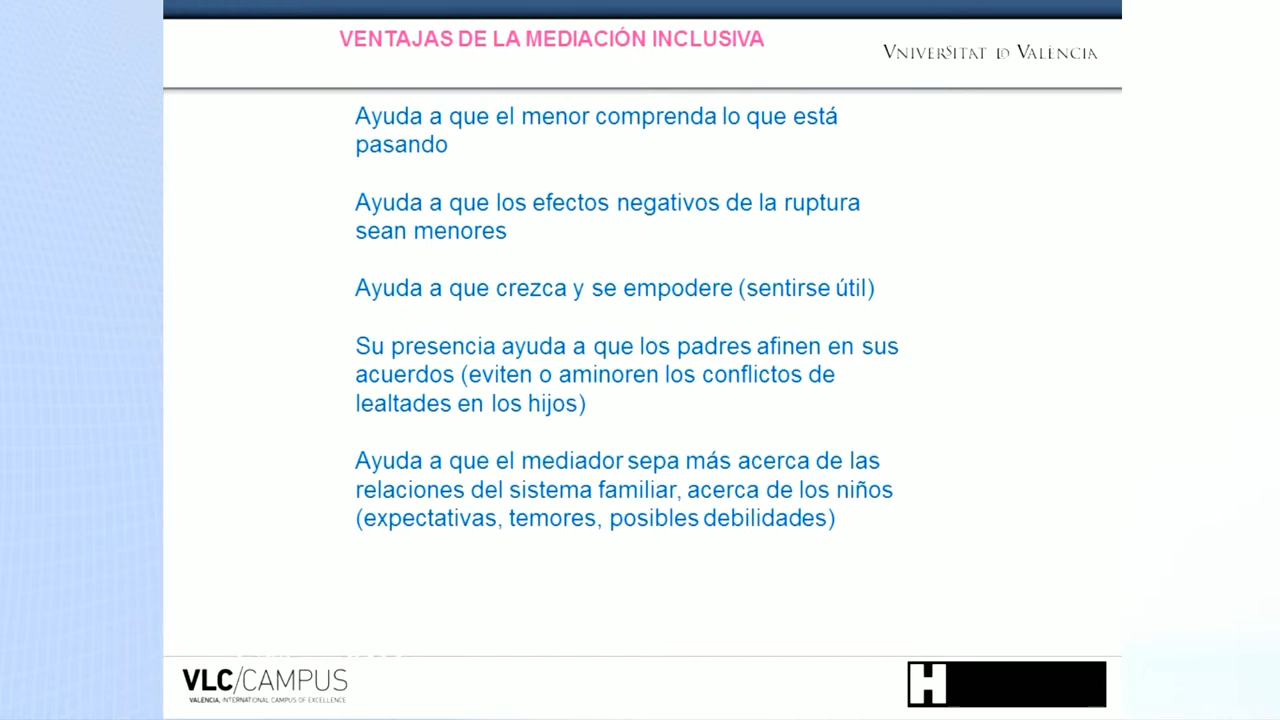 VENTAJAS DE LA MEDIACIÓN INCLUSIVA
VNIVERSITAT DE VALÈNCIA
Ayuda a que el menor comprenda lo que está
pasando
Ayuda a que los efectos negativos de la ruptura
sean menores
Ayuda a que crezca y se empodere (sentirse útil)
Su presencia ayuda a que los padres afinen en sus
acuerdos (eviten o aminoren los conflictos de
lealtades en los hijos)
Ayuda a que el mediador sepa más acerca de las
relaciones del sistema familiar, acerca de los niños
(expectativas, temores, posibles debilidades)
VLC/CAMPUS
VALENCIA, INTERNATIONAL CAMPUS OF EXCELLENCE
H